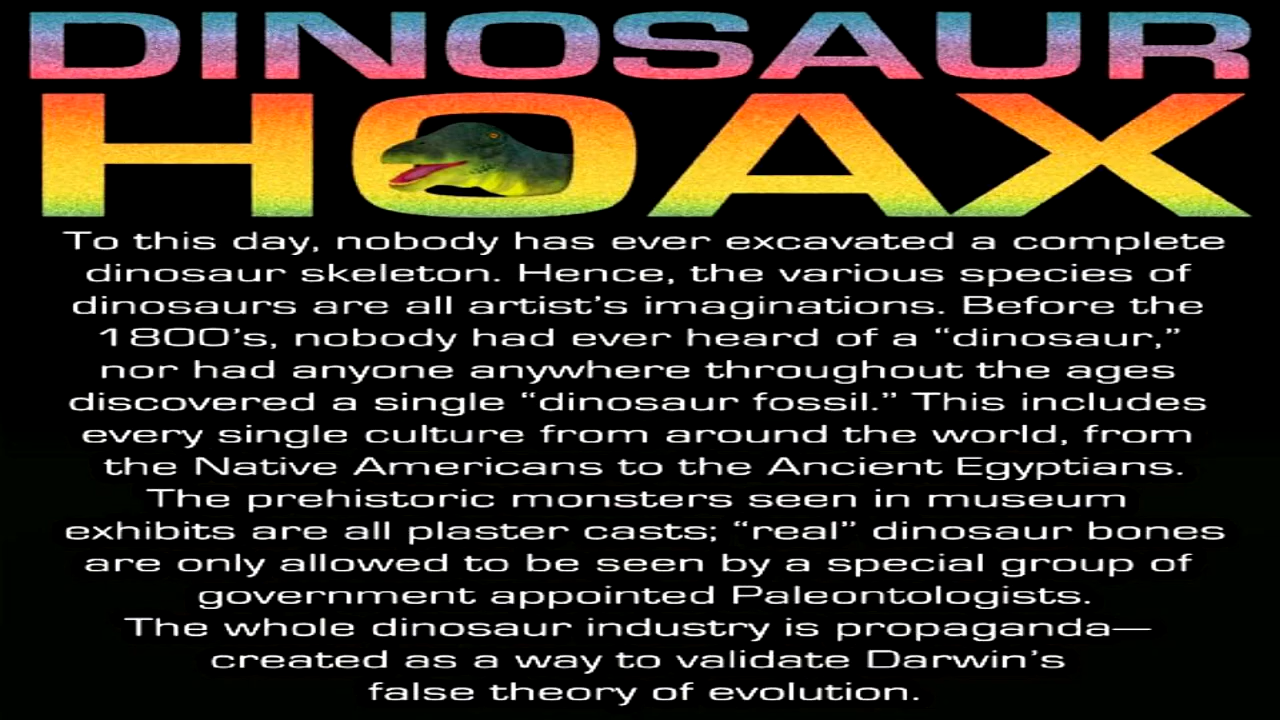 DINOSAUR
HOAX
To this day, nobody has ever excavated a complete
dinosaur skeleton. Hence, the various species of
dinosaurs are all artist's imaginations. Before the
1800's, nobody had ever heard of a “dinosaur,”
nor had anyone anywhere throughout the ages
discovered a single “dinosaur fossil.” This includes
every single culture from around the world, from
the Native Americans to the Ancient Egyptians.
The prehistoric monsters seen in museum
exhibits are all plaster casts; “real” dinosaur bones
are only allowed to be seen by a special group of
government appointed Paleontologists.
The whole dinosaur industry is propaganda—
created as a way to validate Darwin's
false theory of evolution.